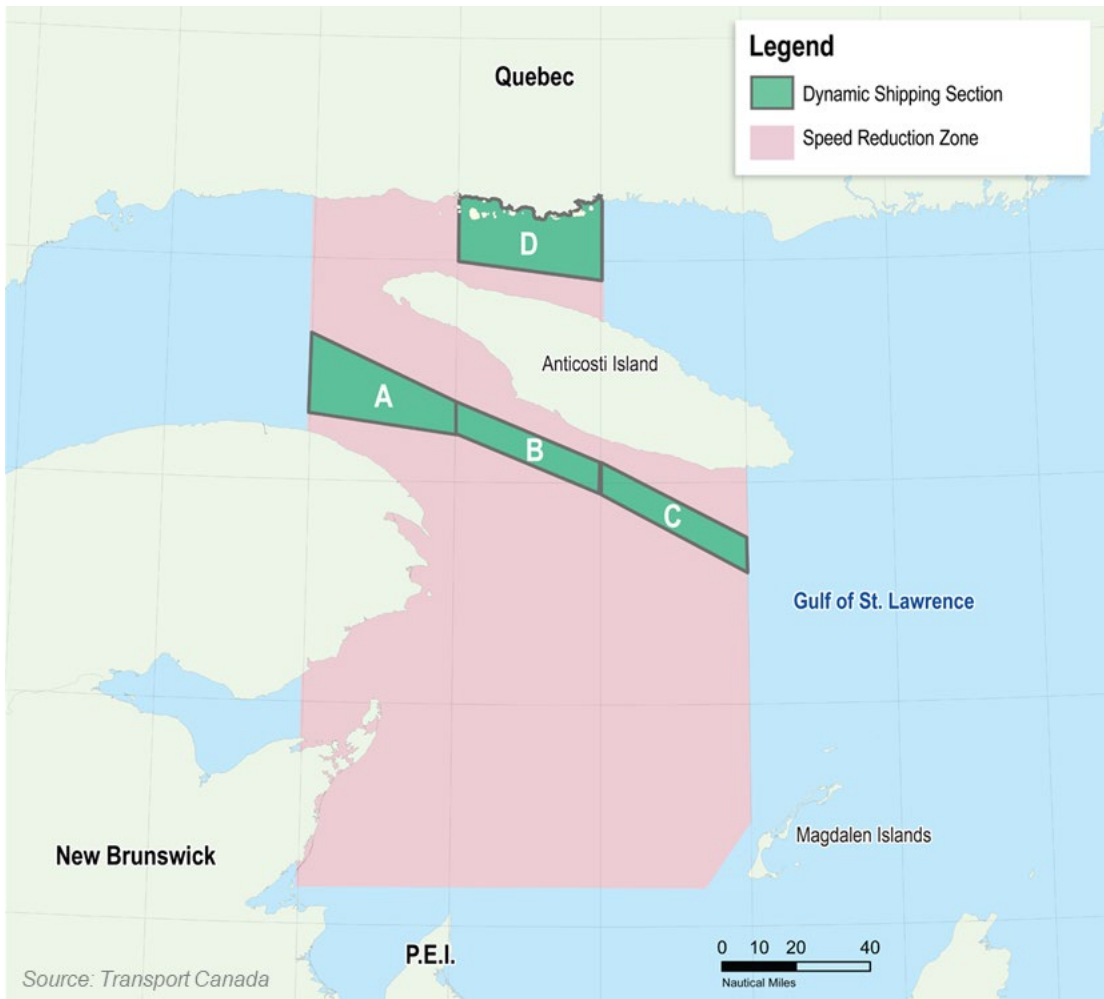 Legend
Quebec
Dynamic Shipping Section
Speed Reduction Zone
D
Anticosti Island
A
B
C
Gulf of St. Lawrence
Magdalen Islands
New Brunswick
P.E.I.
0 10 20 40
Nautical Miles
Source: Transport Canada